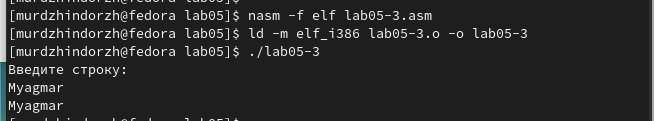 [murdzhindorzh@fedora lab05]$ nasm -f elf lab05-3.asm
[murdzhindorzh@fedora lab05]$ ld -m elf_i386 lab05-3.o -o lab05-3
[murdzhindorzh@fedora lab05]$ ./lab05-3
Введите строку:
Myagmar
Myagmar